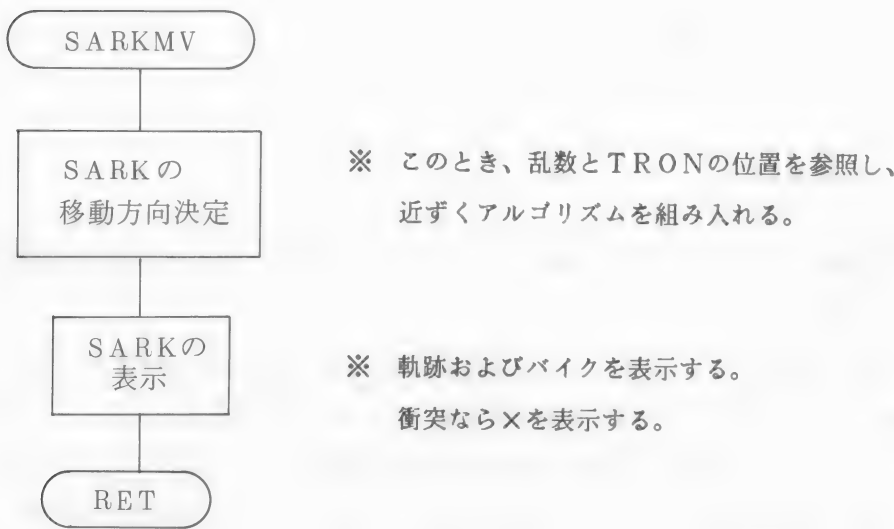 SARKMV
SARKの
移動方向決定
※ このとき、乱数とTRONの位置を参照し、
近ずくアルゴリズムを組み入れる。
SARKの
表示
※ 軌跡およびバイクを表示する。
衝突なら×を表示する。
RET